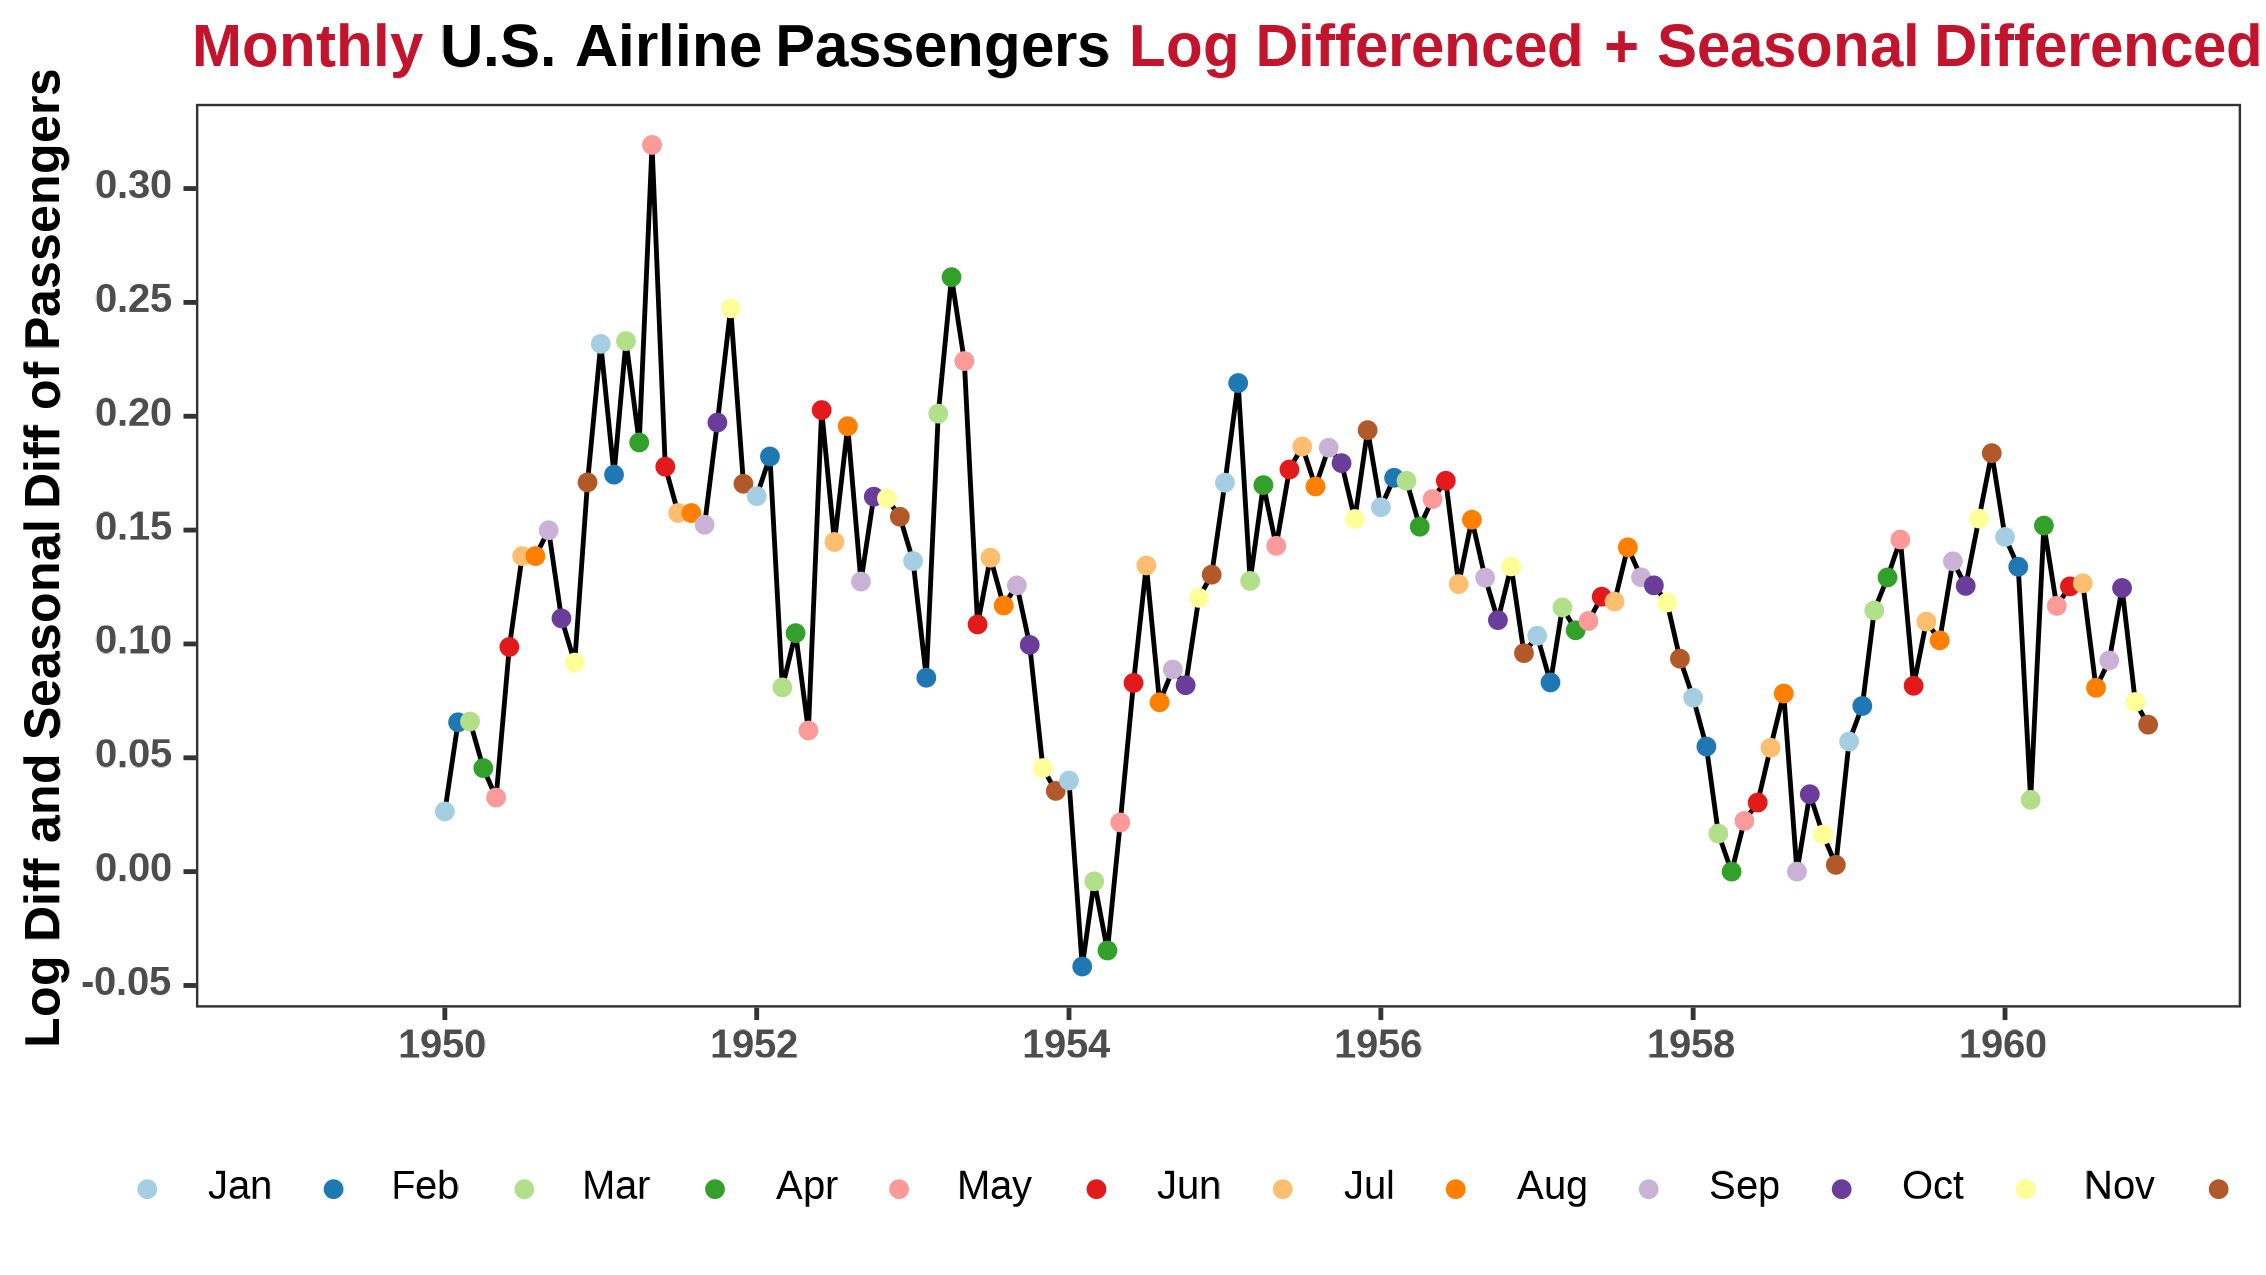 Monthly U.S. Airline Passengers Log Differenced + Seasonal Differenced
Log Diff and Seasonal Diff of Passengers
0.30
0.25
0.20
0.15
0.10
0.05
0.00
-0.05
1950 1952 1954 1956 1958 1960
Jan Feb Mar Apr May Jun Jul Aug Sep Oct Nov